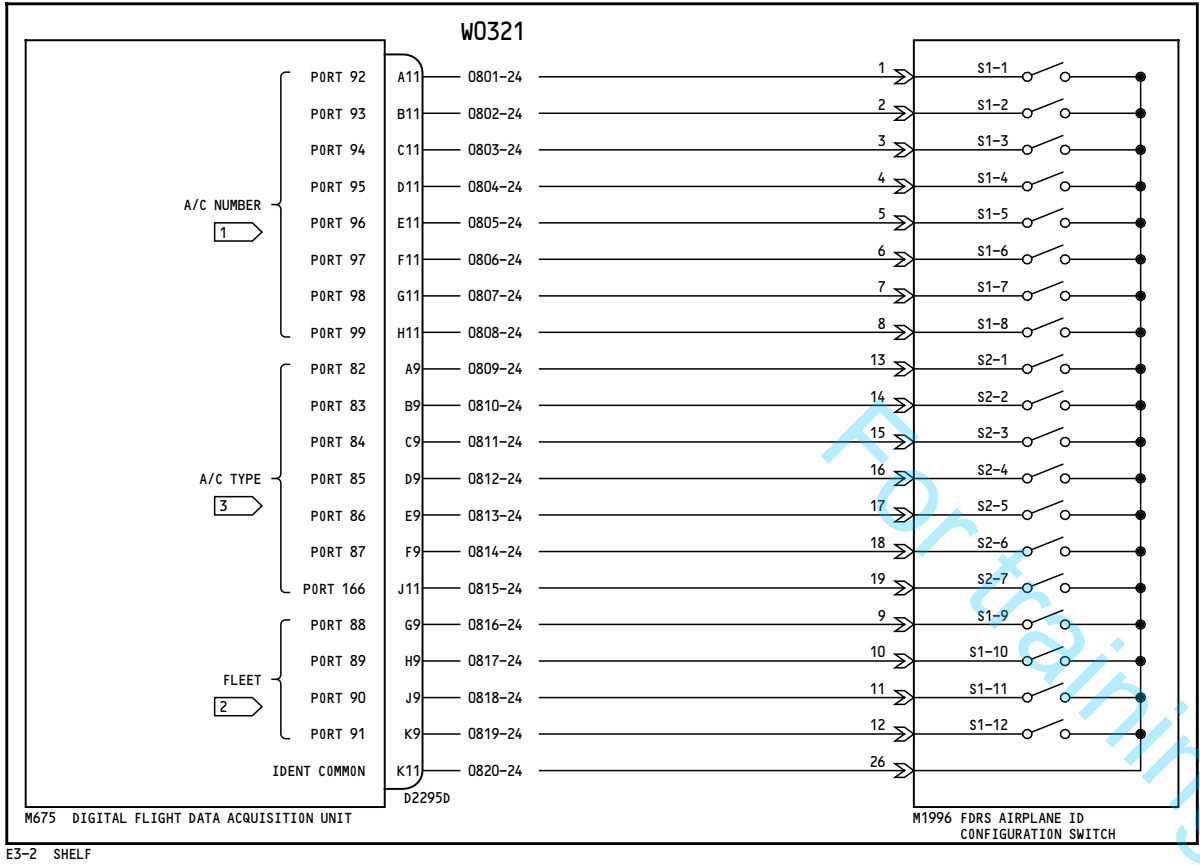 W0321
PORT 92 A11 0801-24 1 S1-1
PORT 93 B11 0802-24 2 S1-2
PORT 94 C11 0803-24 3 S1-3
PORT 95 D11 0804-24 4 S1-4
A/C NUMBER
1
PORT 96 E11 0805-24 5 S1-5
PORT 97 F11 0806-24 6 S1-6
PORT 98 G11 0807-24 7 S1-7
PORT 99 H11 0808-24 8 S1-8
PORT 82 A9 0809-24 13 S2-1
PORT 83 B9 0810-24 14 S2-2
PORT 84 C9 0811-24 15 S2-3
A/C TYPE PORT 85 D9 0812-24 16 S2-4
3
PORT 86 E9 0813-24 17 S2-5
PORT 87 F9 0814-24 18 S2-6
PORT 166 J11 0815-24 19 S2-7
PORT 88 G9 0816-24 9 S1-9
PORT 89 H9 0817-24 10 S1-10
FLEET
2
PORT 90 J9 0818-24 11 S1-11
PORT 91 K9 0819-24 12 S1-12
IDENT COMMON K11 0820-24 26
D2295D
M675 DIGITAL FLIGHT DATA ACQUISITION UNIT
M1996 FDRS AIRPLANE ID
CONFIGURATION SWITCH
E3-2 SHELF
For training